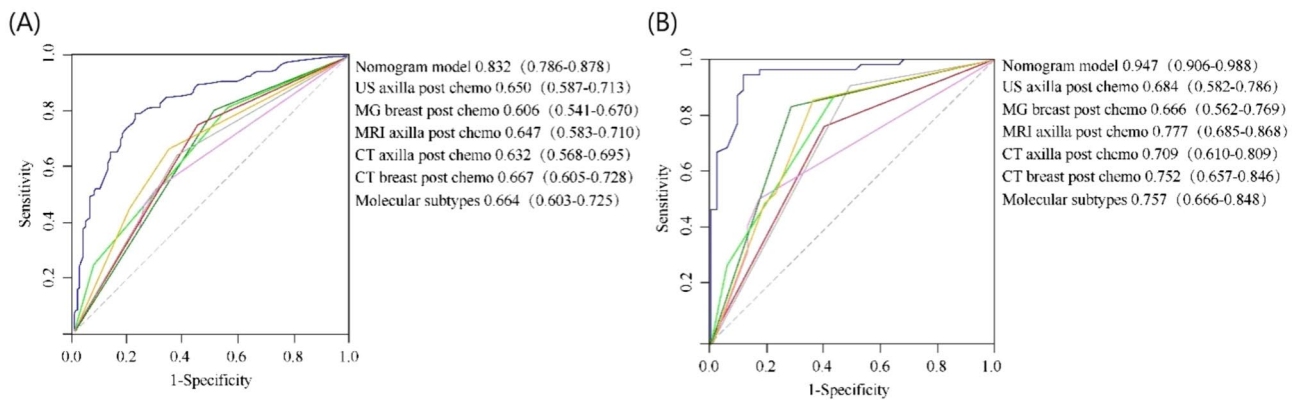 (A)
1.0
0.8
0.6
0.4
0.2
Sensitivity
0.0 0.2 0.4 0.6 0.8 1.0
1-Specificity
Nomogram model 0.832（0.786-0.878）
US axilla post chemo 0.650（0.587-0.713）
MG breast post chemo 0.606（0.541-0.670）
MRI axilla post chemo 0.647（0.583-0.710）
CT axilla post chemo 0.632（0.568-0.695）
CT breast post chemo 0.667（0.605-0.728）
Molecular subtypes 0.664（0.603-0.725）
(B)
1.0
0.8
0.6
0.4
0.2
Sensitivity
0.0 0.2 0.4 0.6 0.8 1.0
1-Specificity
Nomogram model 0.947（0.906-0.988）
US axilla post chemo 0.684（0.582-0.786）
MG breast post chemo 0.666（0.562-0.769）
MRI axilla post chemo 0.777（0.685-0.868）
CT axilla post chemo 0.709（0.610-0.809）
CT breast post chemo 0.752（0.657-0.846）
Molecular subtypes 0.757（0.666-0.848）